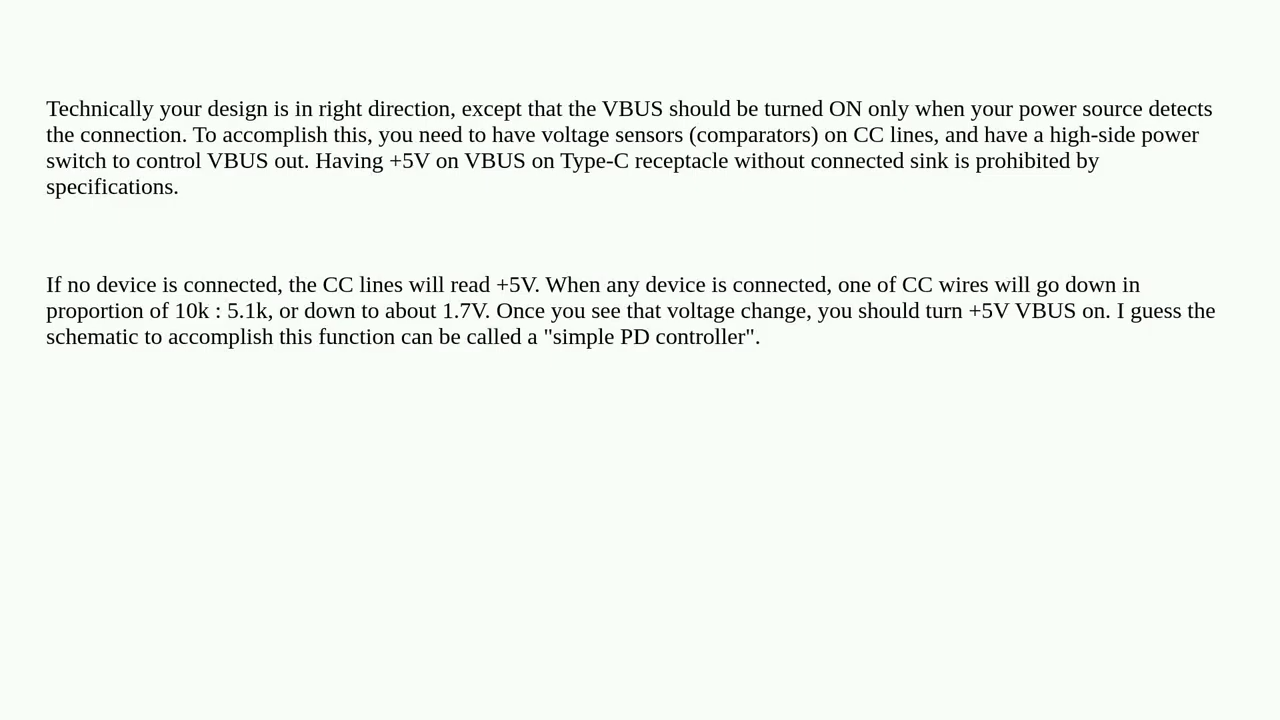 Technically your design is in right direction, except that the VBUS should be turned ON only when your power source detects
the connection. To accomplish this, you need to have voltage sensors (comparators) on CC lines, and have a high-side power
switch to control VBUS out. Having +5V on VBUS on Type-C receptacle without connected sink is prohibited by
specifications.
If no device is connected, the CC lines will read +5V. When any device is connected, one of CC wires will go down in
proportion of 10k : 5.1k, or down to about 1.7V. Once you see that voltage change, you should turn +5V VBUS on. I guess the
schematic to accomplish this function can be called a "simple PD controller".